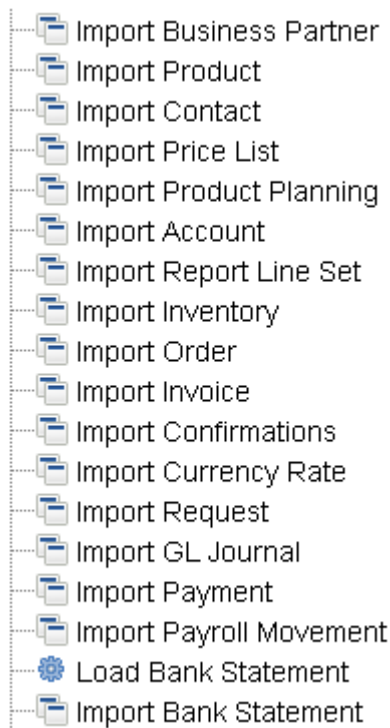 Import Business Partner
Import Product
Import Contact
Import Price List
Import Product Planning
Import Account
Import Report Line Set
Import Inventory
Import Order
Import Invoice
Import Confirmations
Import Currency Rate
Import Request
Import GL Journal
Import Payment
Import Payroll Movement
Load Bank Statement
Import Bank Statement